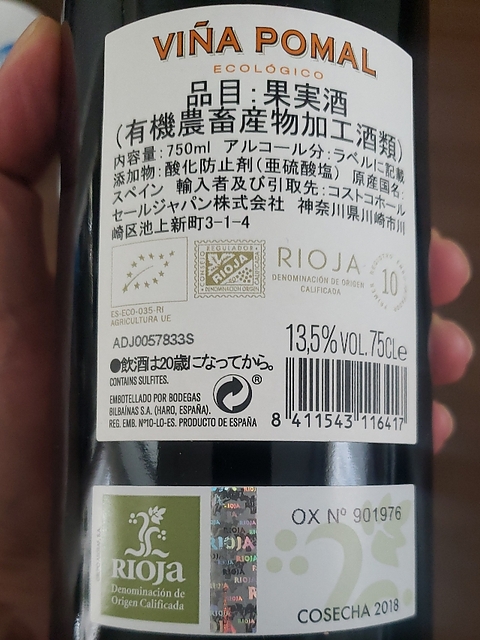 VIÑA POMAL
ECOLÓGICO
品目:果実酒
(有機農畜産物加工酒類)
内容量:750ml アルコール分:ラベルに記載
添加物:酸化防止剤(亜硫酸塩) 原産国名:
スペイン 輸入者及び引取先:コストコホール
セールジャパン株式会社 神奈川県川崎市川
崎区池上新町3-1-4
REGULADOR
RIOJA
DENOMINACIÓN ORIGEN
RIOJA
DENOMINACIÓN DE ORIGEN
CALIFICADA
10
ES-ECO-035-RI
AGRICULTURA UE
ADJ0057833S
13,5%VOL. 75CLe
●飲酒は20歳になってから。
CONTAINS SULFITES.
®
EMBOTELLADO POR BODEGAS
BILBAÍNAS S.A. (HARO, ESPAÑA).
REG. EMB. Nº10-LO-ES. PRODUCTO DE ESPAÑA
8 411543 116417
RIOJA
Denominación de
Origen Calificada
RIOJA
OX Nº 901976
COSECHA 2018